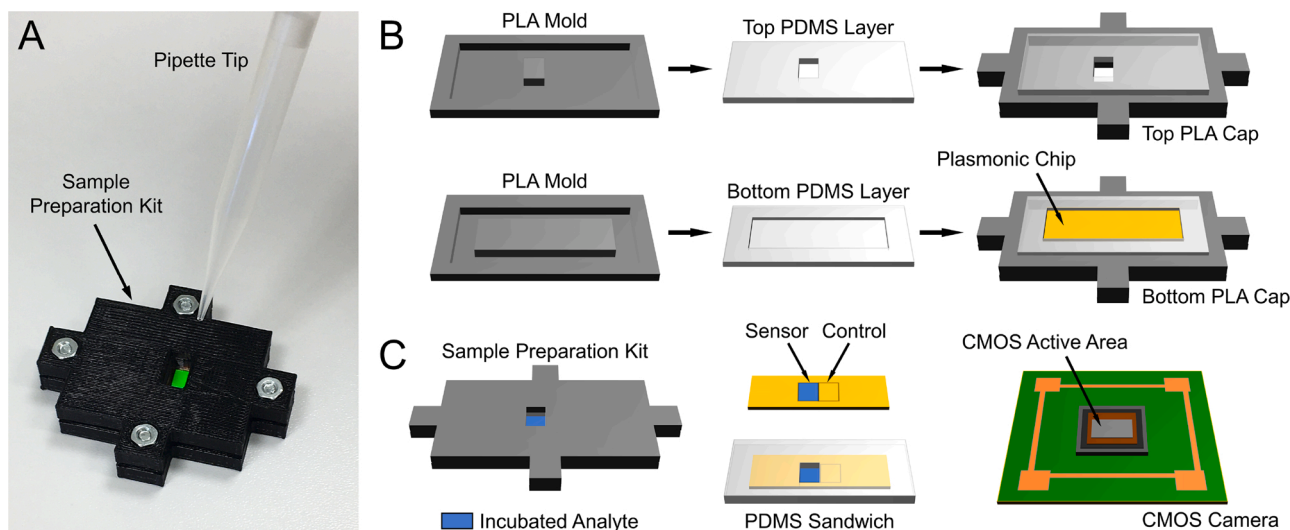 A
Pipette Tip
Sample
Preparation Kit
B
PLA Mold
Top PDMS Layer
Top PLA Cap
PLA Mold
Bottom PDMS Layer
Plasmonic Chip
Bottom PLA Cap
C
Sample Preparation Kit
Incubated Analyte
Sensor
Control
PDMS Sandwich
CMOS Active Area
CMOS Camera